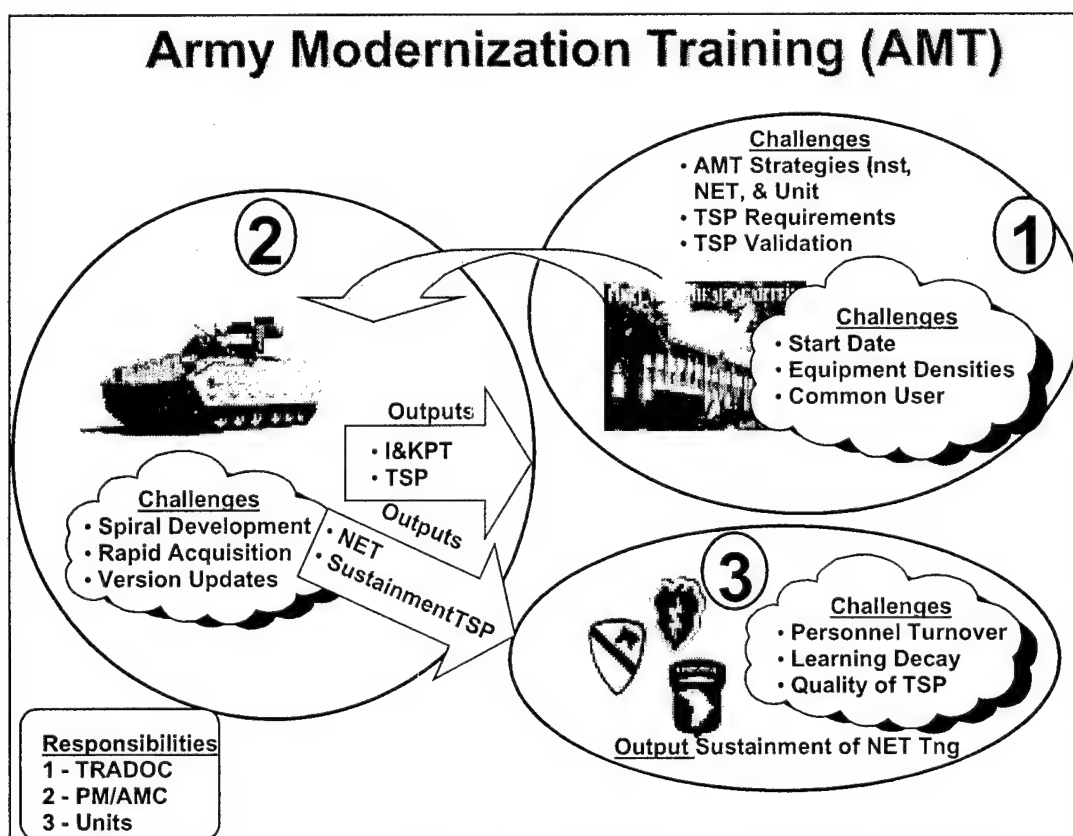 Army Modernization Training (AMT)
Challenges
• AMT Strategies (nst,
NET, & Unit
• TSP Requirements
• TSP Validation
1
Challenges
• Start Date
• Equipment Densities
• Common User
2
Outputs
• I&KPT
• TSP
Challenges
• Spiral Development
• Rapid Acquisition
• Version Updates
Outputs
• NET
• SustainmentTSP
3
Challenges
• Personnel Turnover
• Learning Decay
• Quality of TSP
Output Sustainment of NET Tng
Responsibilities
1 - TRADOC
2 - PM/AMC
3 - Units